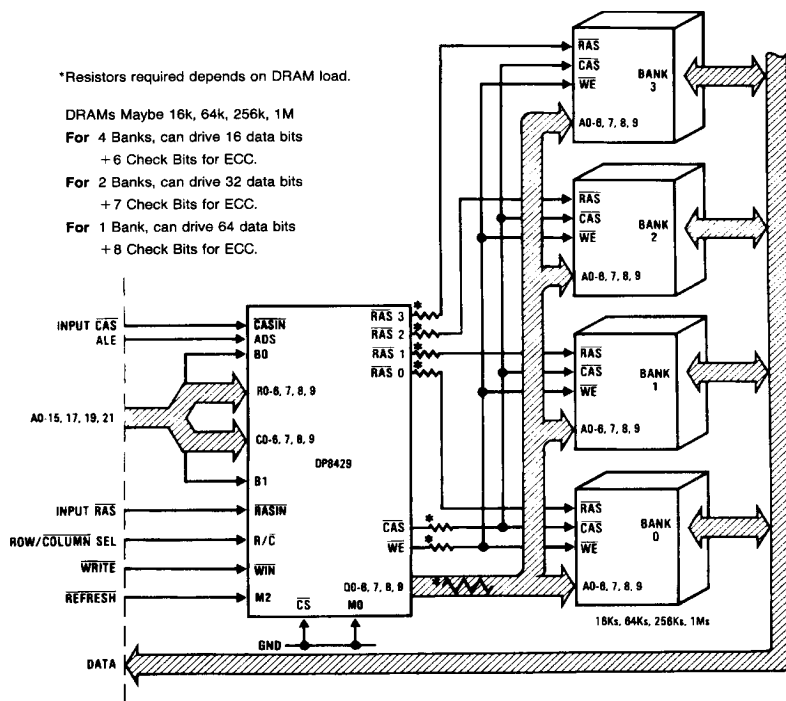 *Resistors required depends on DRAM load.
DRAMs Maybe 16k, 64k, 256k, 1M
For 4 Banks, can drive 16 data bits
+6 Check Bits for ECC.
For 2 Banks, can drive 32 data bits
+7 Check Bits for ECC.
For 1 Bank, can drive 64 data bits
+8 Check Bits for ECC.
RAS
CAS
WE
A0-6, 7, 8, 9
BANK
3
RAS
CAS
WE
A0-6, 7, 8, 9
BANK
2
RAS
CAS
WE
A0-6, 7, 8, 9
BANK
1
RAS
CAS
WE
A0-6, 7, 8, 9
BANK
0
16Ks, 64Ks, 256Ks, 1Ms
INPUT CAS
ALE
A0-15, 17, 19, 21
INPUT RAS
ROW/COLUMN SEL
WRITE
REFRESH
DATA
CASIN
ADS
B0
R0-6, 7, 8, 9
C0-6, 7, 8, 9
DP8429
B1
RASIN
R/C
WIN
M2
CS
M0
GND
RAS 3
*
RAS 2
*
RAS 1
*
RAS 0
*
CAS
*
WE
*
Q0-6, 7, 8, 9
*